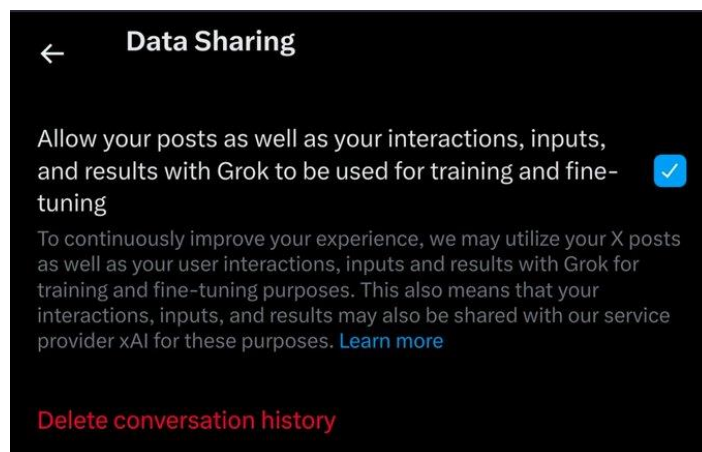 Data Sharing
Allow your posts as well as your interactions, inputs,
and results with Grok to be used for training and fine-
tuning
To continuously improve your experience, we may utilize your X posts
as well as your user interactions, inputs and results with Grok for
training and fine-tuning purposes. This also means that your
interactions, inputs, and results may also be shared with our service
provider xAI for these purposes. Learn more
Delete conversation history